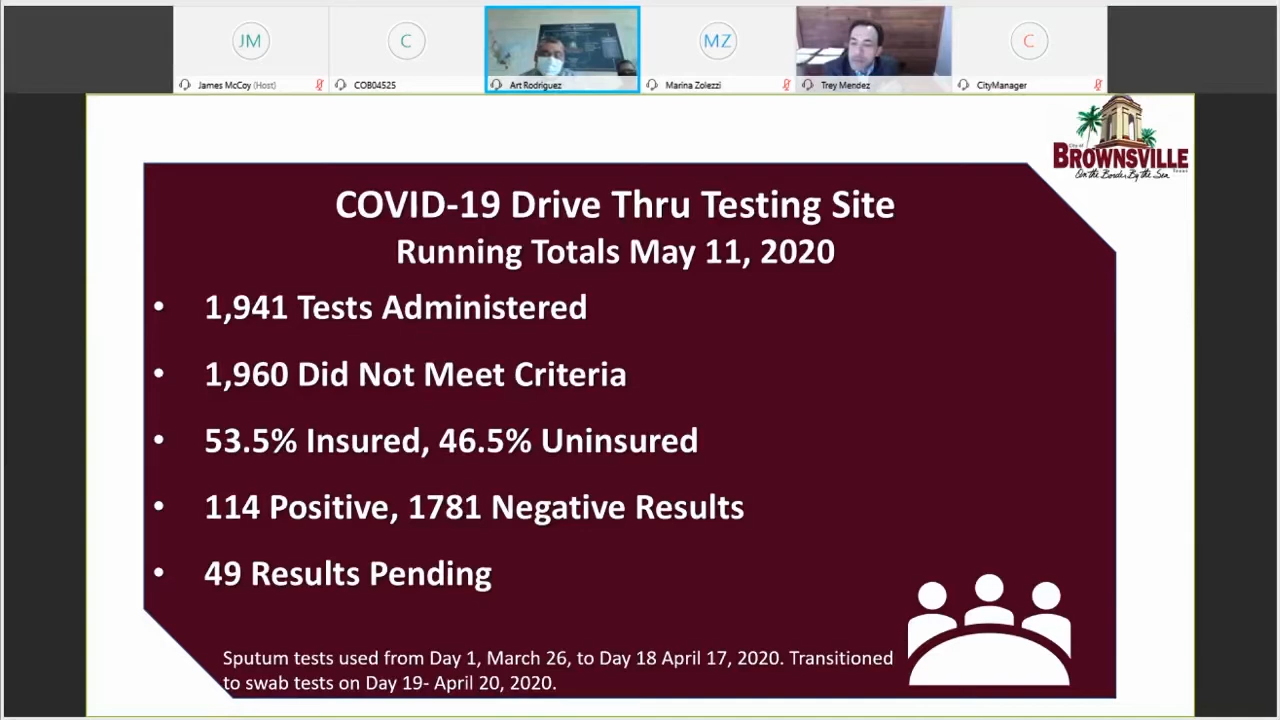 JM
C
MZ
C
James McCoy (Host)
COB04525
Art Rodriguez
Marina Zolezzi
Trey Mendez
CityManager
City of
BROWNSVILLE
Texas
On the Border By the Sea
COVID-19 Drive Thru Testing Site
Running Totals May 11, 2020
• 1,941 Tests Administered
• 1,960 Did Not Meet Criteria
• 53.5% Insured, 46.5% Uninsured
• 114 Positive, 1781 Negative Results
• 49 Results Pending
Sputum tests used from Day 1, March 26, to Day 18 April 17, 2020. Transitioned
to swab tests on Day 19- April 20, 2020.